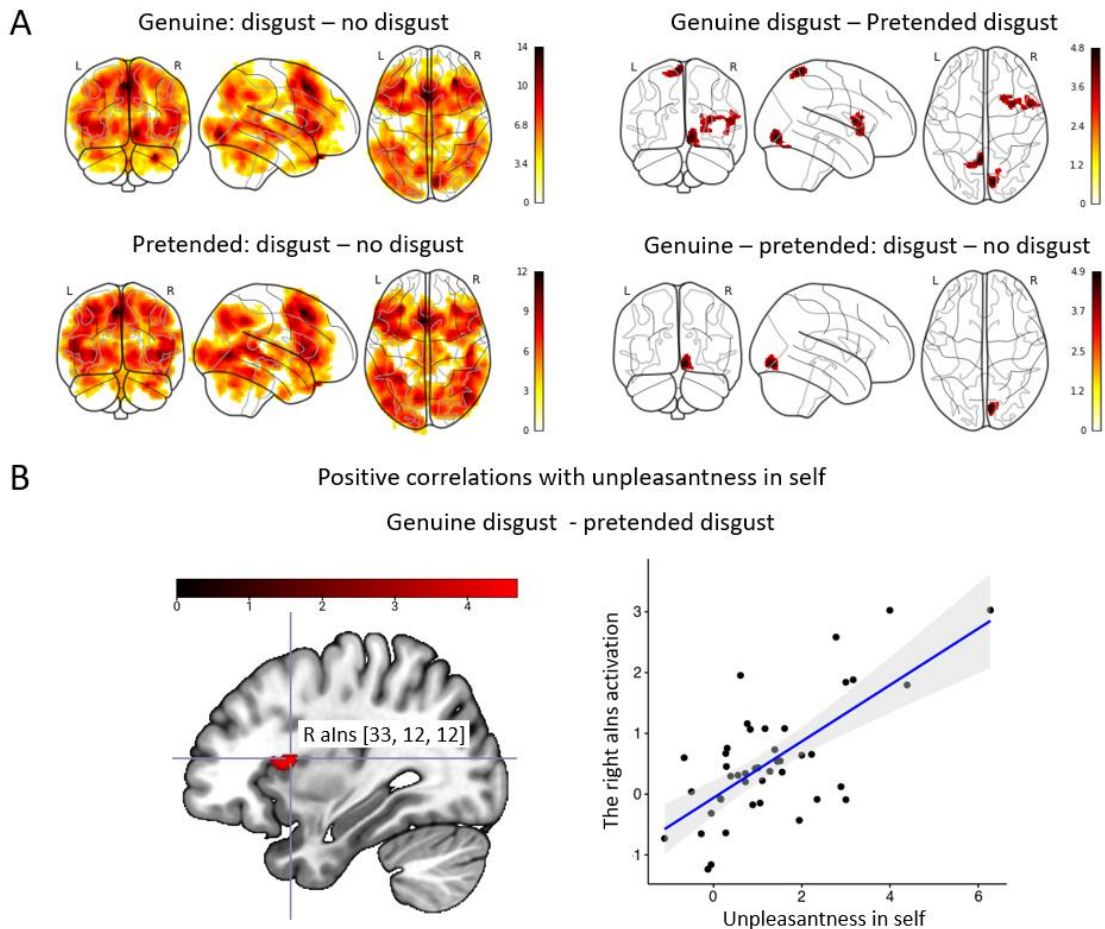 A
Genuine: disgust – no disgust
L R
14
10
6.8
3.4
0
Genuine disgust – Pretended disgust
L R
4.8
3.6
2.4
1.2
0
Pretended: disgust – no disgust
L R
12
9
6
3
0
Genuine – pretended: disgust – no disgust
L R
4.9
3.7
2.5
1.2
0
B
Positive correlations with unpleasantness in self
Genuine disgust - pretended disgust
0 1 2 3 4
R aIns [33, 12, 12]
The right aIns activation
3
2
1
0
-1
0 2 4 6
Unpleasantness in self